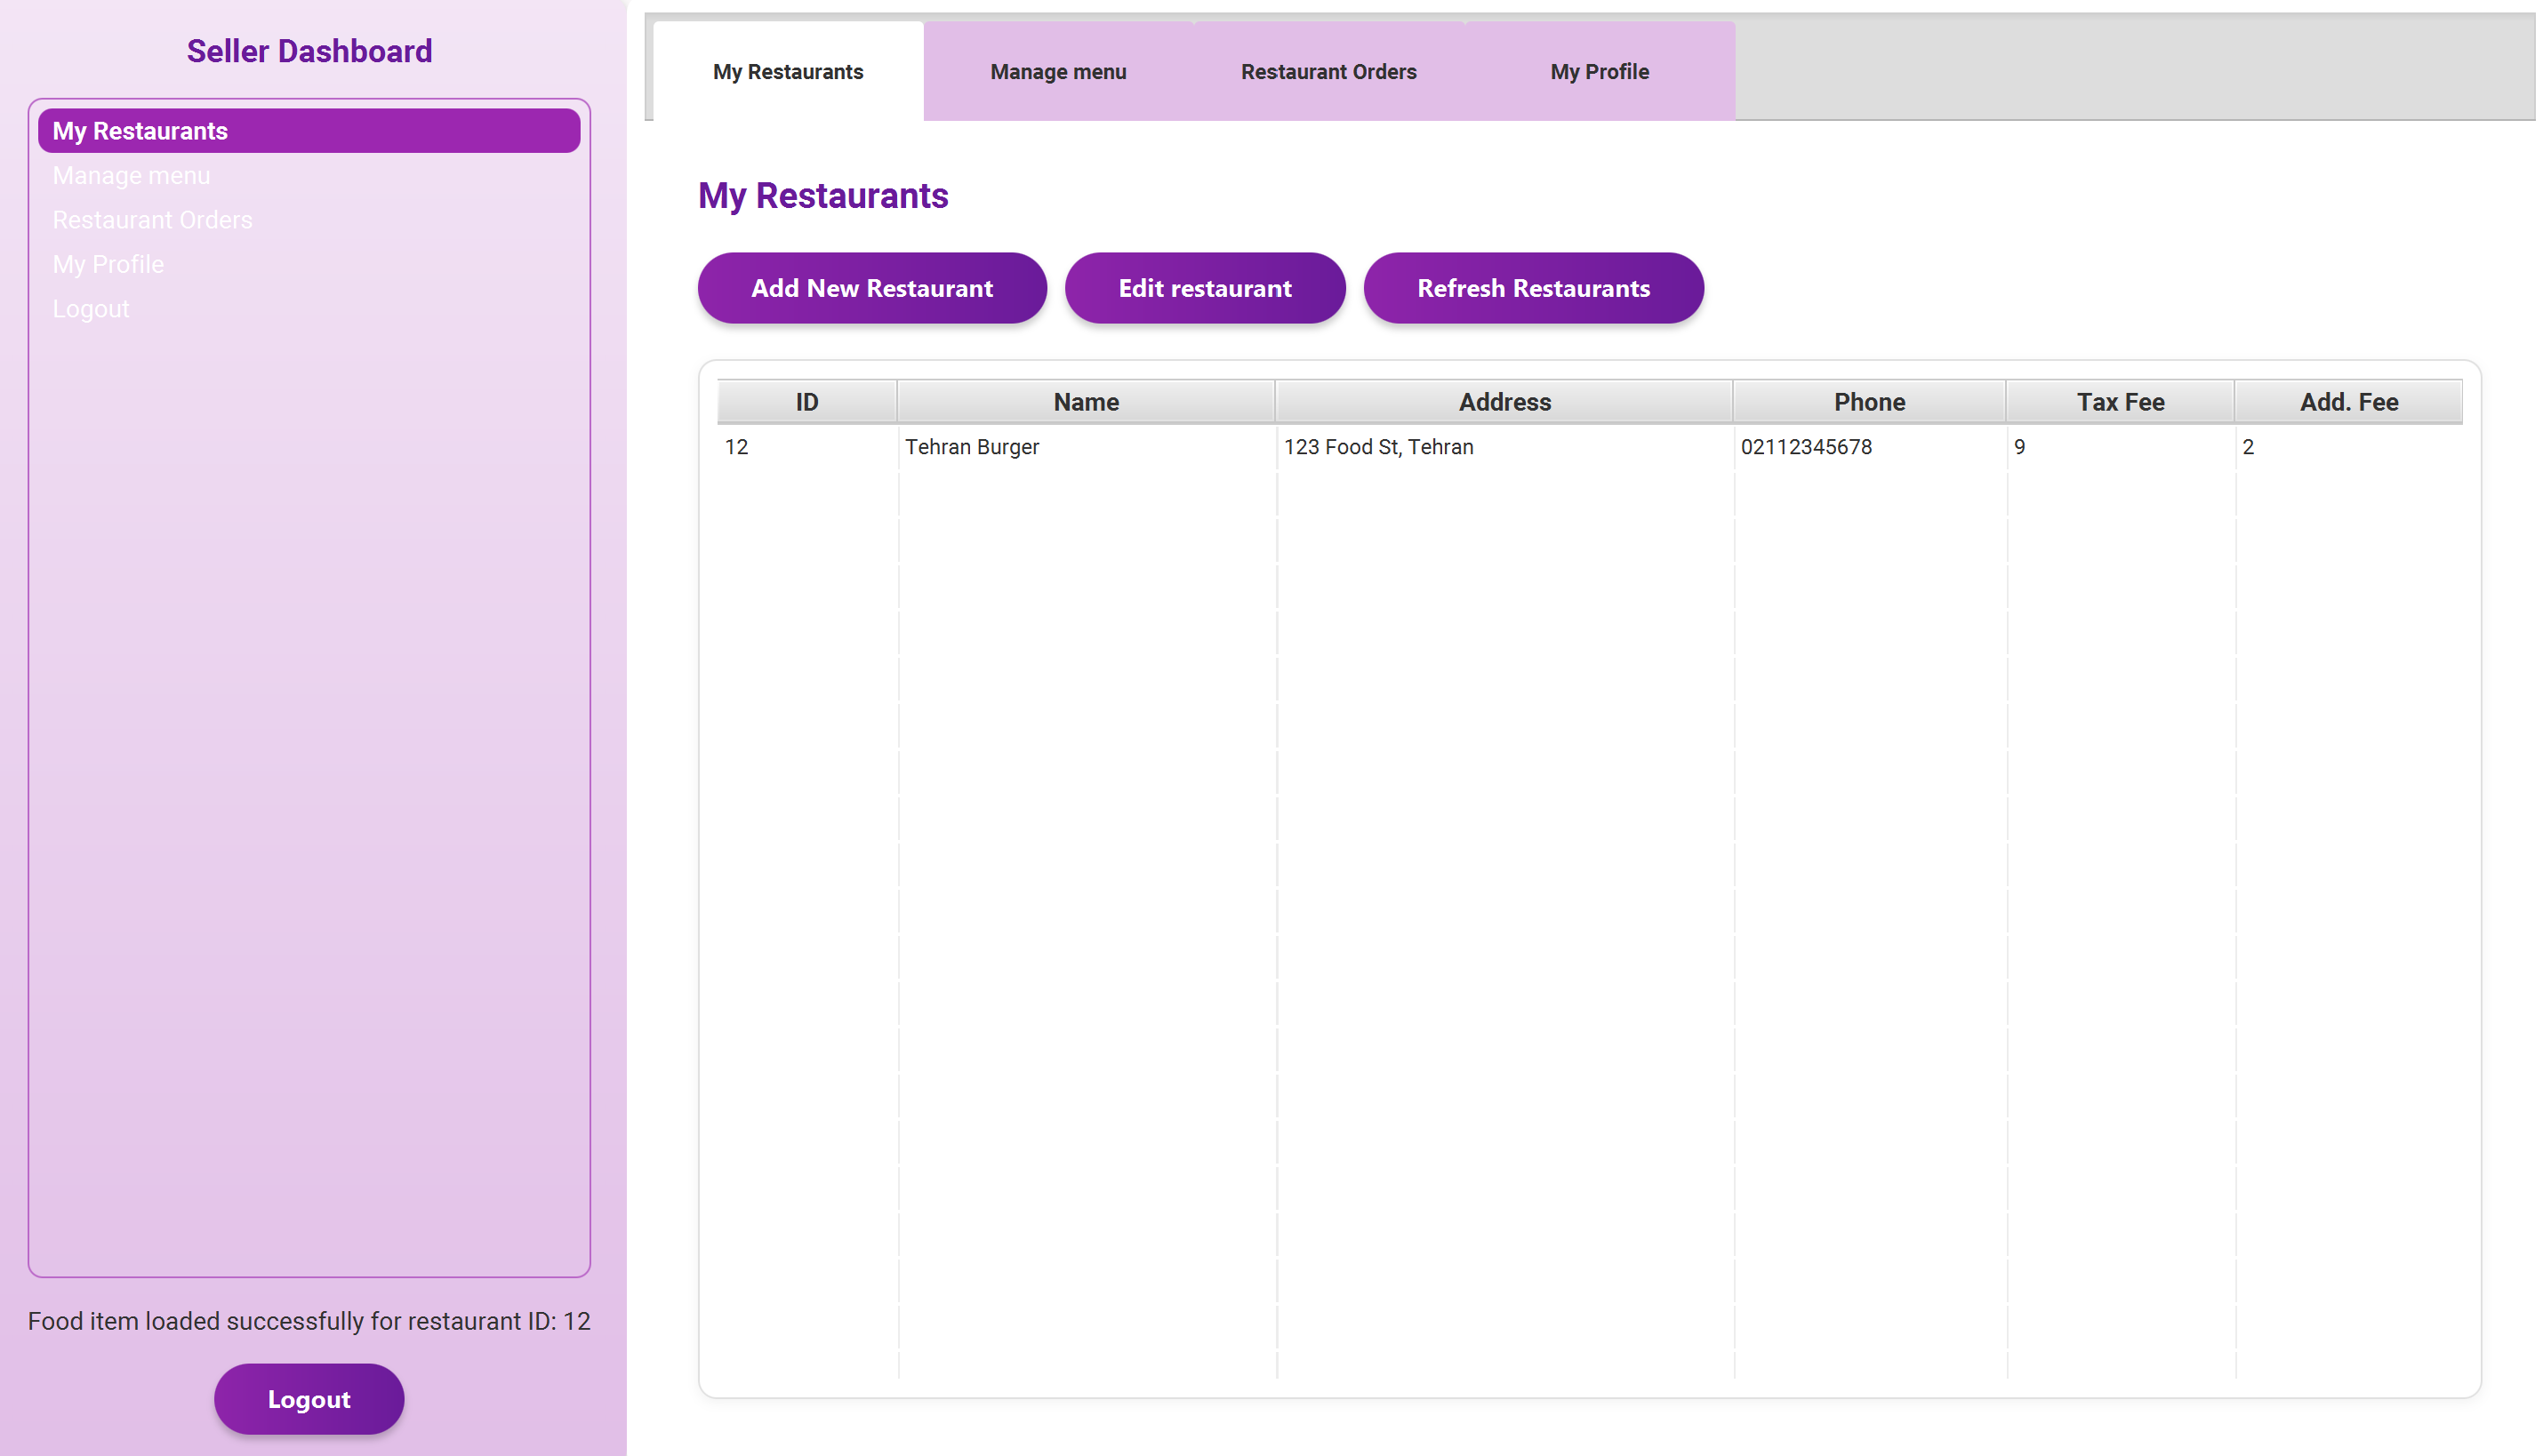 Seller Dashboard
My Restaurants
Manage menu
Restaurant Orders
My Profile
Logout
Food item loaded successfully for restaurant ID: 12
Logout
My Restaurants Manage menu Restaurant Orders My Profile
My Restaurants
Add New Restaurant Edit restaurant Refresh Restaurants
ID Name Address Phone Tax Fee Add. Fee
12 Tehran Burger 123 Food St, Tehran 02112345678 9 2